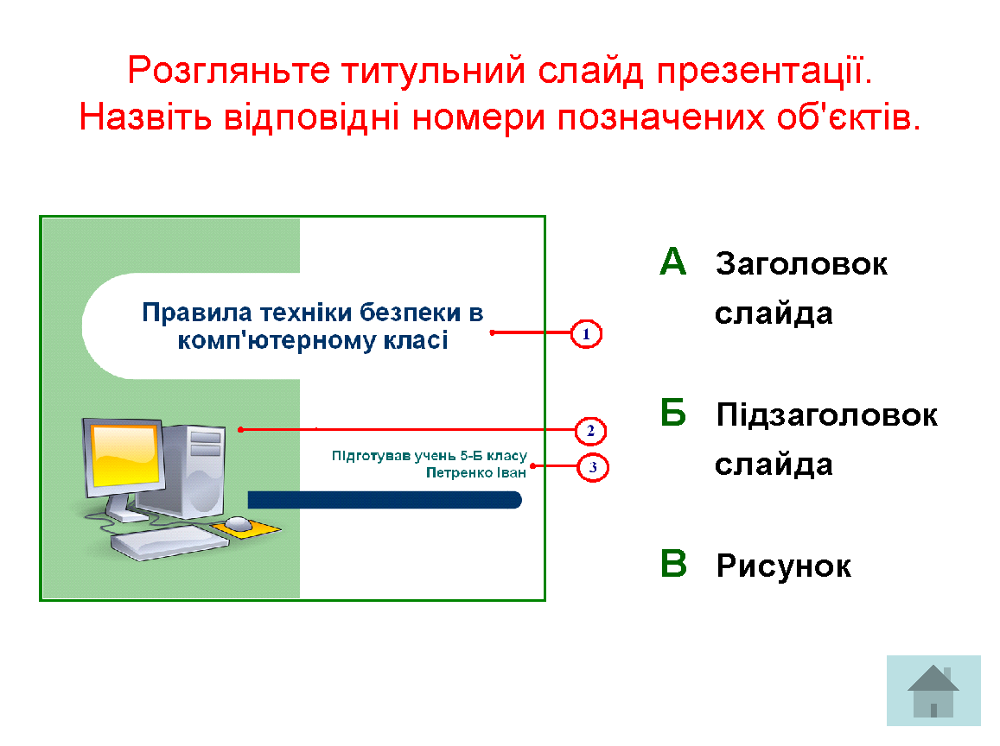 Розгляньте титульний слайд презентації.
Назвіть відповідні номери позначених об'єктів.
Правила техніки безпеки в
комп'ютерному класі
1
2
Підготував учень 5-Б класу
Петренко Іван
3
А Заголовок
слайда
Б Підзаголовок
слайда
В Рисунок